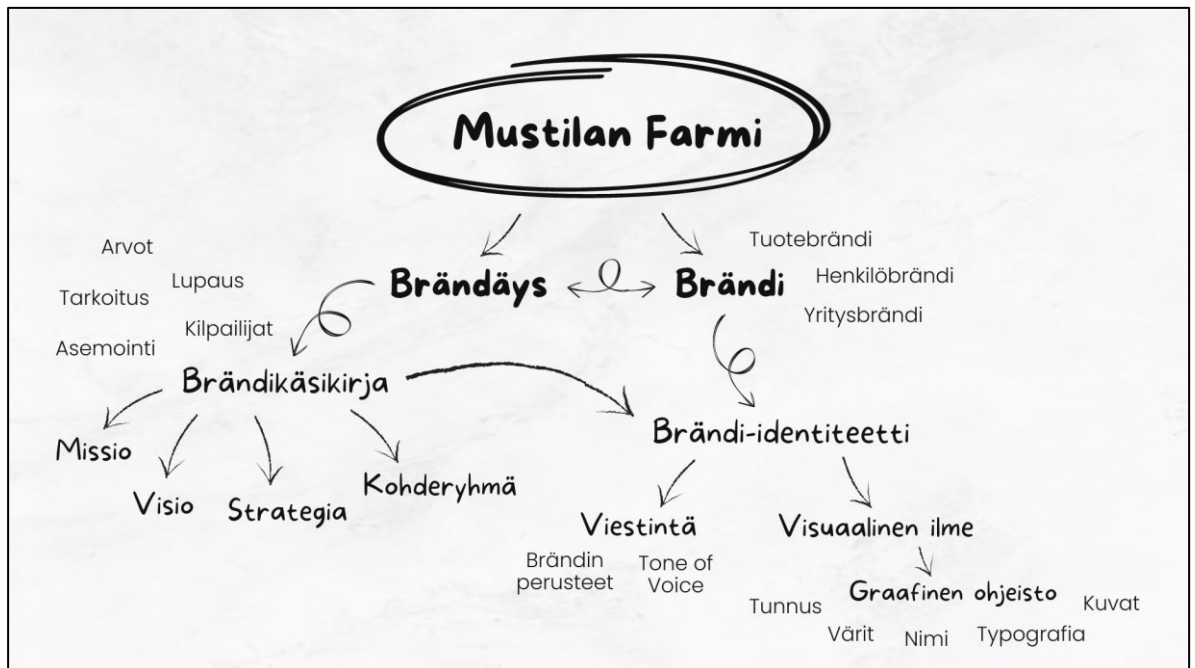 Mustilan Farmi
Brändäys
Brändi
Tuotebrändi
Henkilöbrändi
Yritysbrändi
Arvot
Lupaus
Tarkoitus
Kilpailijat
Asemointi
Brändikäsikirja
Missio
Visio
Strategia
Kohderyhmä
Brändi-identiteetti
Viestintä
Brändin
perusteet
Tone of
Voice
Visuaalinen ilme
Graafinen ohjeisto
Tunnus
Värit
Nimi
Typografia
Kuvat